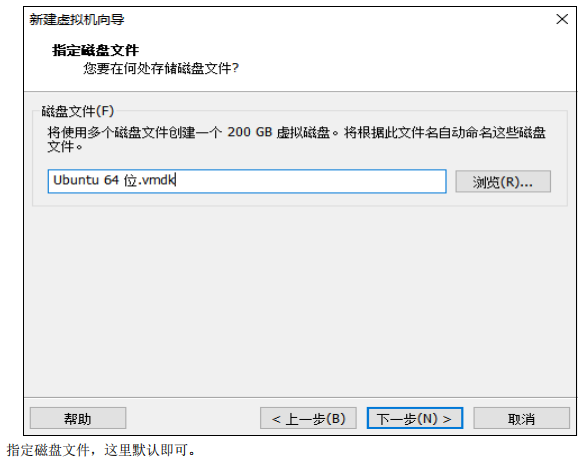 新建虚拟机向导
指定磁盘文件
您要在何处存储磁盘文件?
磁盘文件(F)
将使用多个磁盘文件创建一个 200 GB 虚拟磁盘。将根据此文件名自动命名这些磁盘
文件。
Ubuntu 64 位.vmdk
浏览(R)...
帮助
< 上一步(B)
下一步(N) >
取消
指定磁盘文件，这里默认即可。